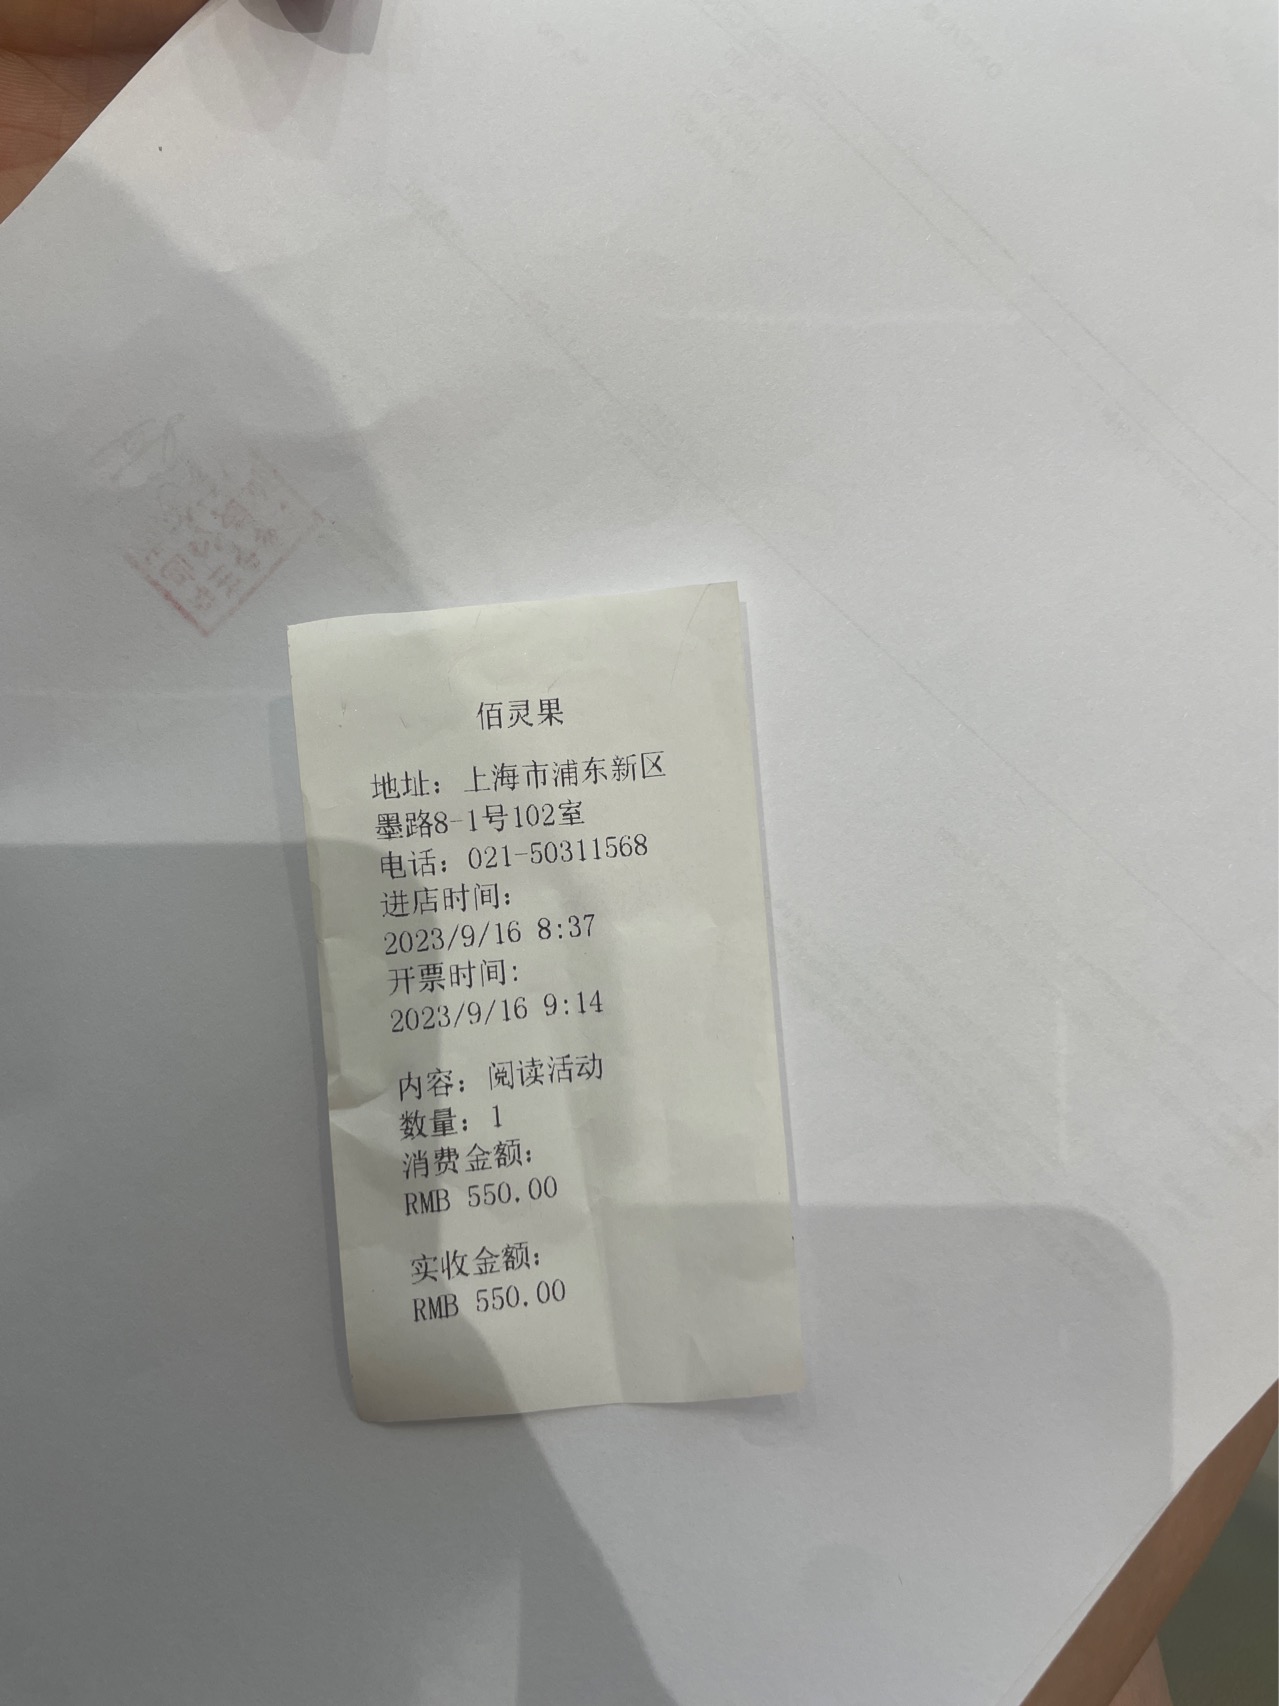 佰灵果
地址：上海市浦东新区
墨路8-1号102室
电话：021-50311568
进店时间：
2023/9/16 8:37
开票时间：
2023/9/16 9:14
内容：阅读活动
数量：1
消费金额：
RMB 550.00
实收金额：
RMB 550.00